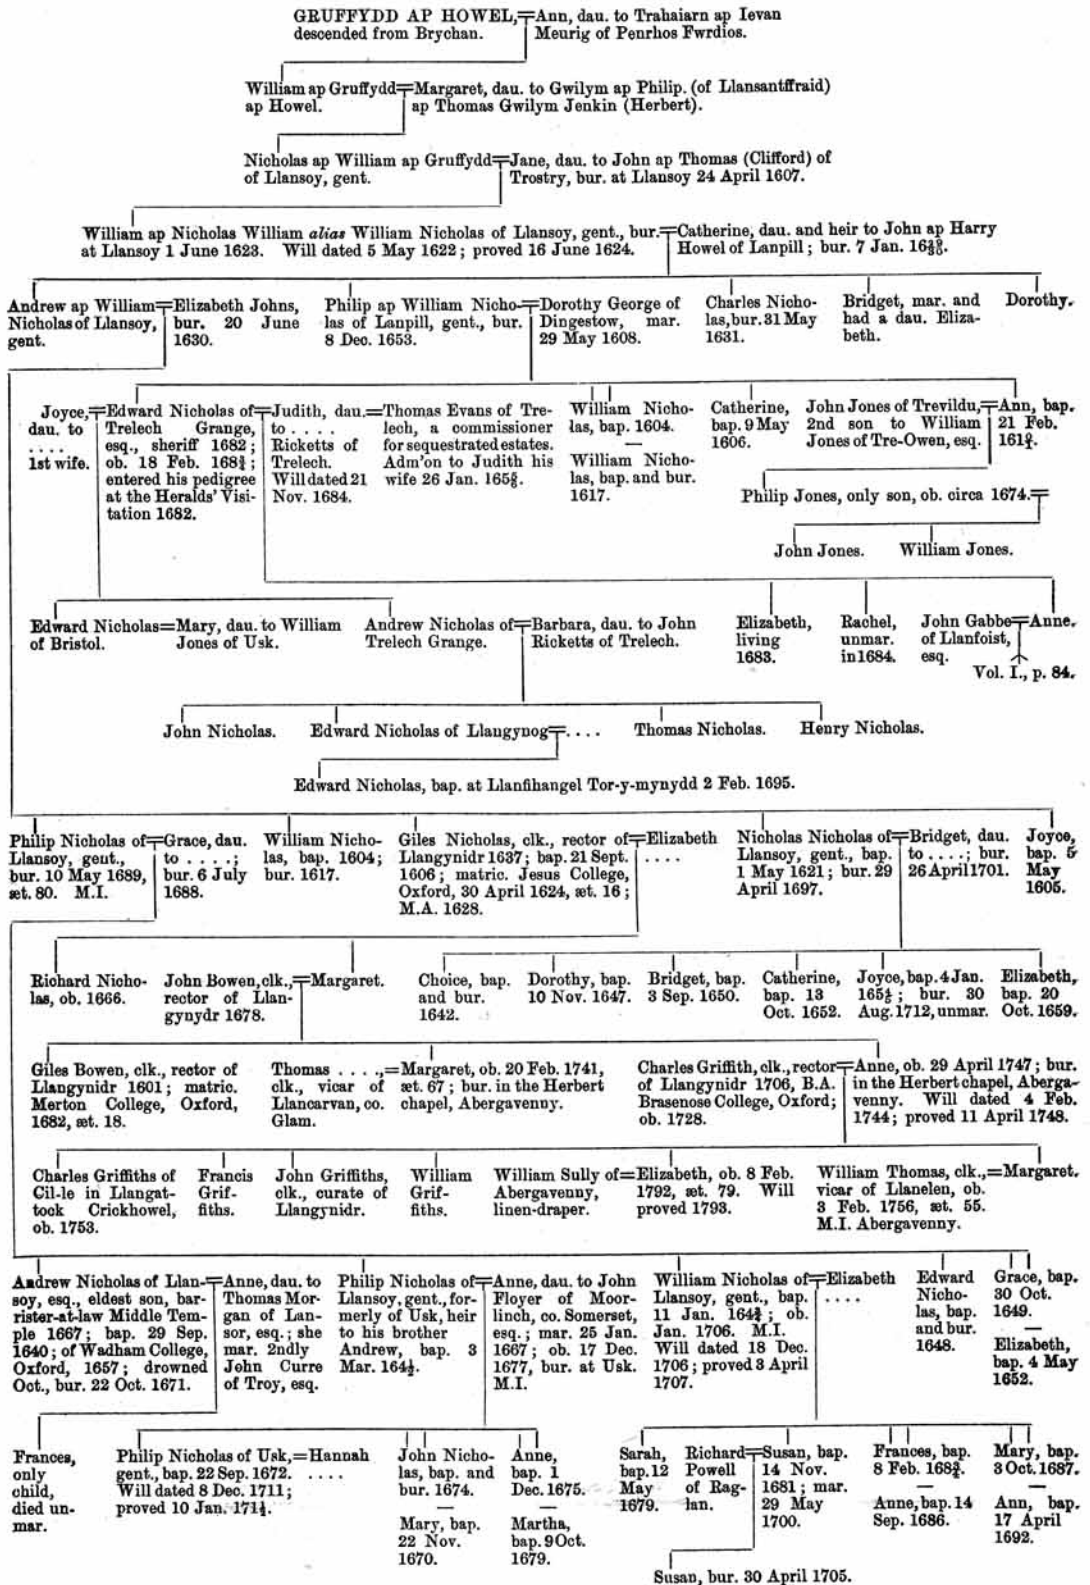 GRUFFYDD AP HOWEL,╤Ann, dau. to Trahaiarn ap Ievan
descended from Brychan. Meurig of Penrhos Fwrdios.
William ap Gruffydd╤Margaret, dau. to Gwilym ap Philip. (of Llansantffraid)
ap Howel. ap Thomas Gwilym Jenkin (Herbert).
Nicholas ap William ap Gruffydd╤Jane, dau. to John ap Thomas (Clifford) of
of Llansoy, gent. Trostry, bur. at Llansoy 24 April 1607.
William ap Nicholas William alias William Nicholas of Llansoy, gent., bur.╤Catherine, dau. and heir to John ap Harry
at Llansoy 1 June 1623. Will dated 5 May 1622; proved 16 June 1624. Howel of Lanpill; bur. 7 Jan.
Andrew ap William╤Elizabeth Johns,
Nicholas of Llansoy, bur. 20 June
gent. 1630.
Philip ap William Nicho-╤Dorothy George of
las of Lanpill, gent., bur. Dingestow, mar.
8 Dec. 1653. 29 May 1608.
Charles Nicho-
las, bur. 31 May
1631.
Bridget, mar. and
had a dau. Eliza-
beth.
Dorothy.
Joyce,╤
dau. to
. . . .
1st wife.
Edward Nicholas of╤
Trelech Grange,
esq., sheriff 1682;
ob. 18 Feb.
entered his pedigree
at the Heralds' Visi-
tation 1682.
Judith, dau.=
to . . . .
Ricketts of
Trelech.
Will dated 21
Nov. 1684.
Thomas Evans of Tre-
lech, a commissioner
for sequestrated estates.
Adm'on to Judith his
wife 26 Jan.
William Nicho-
las, bap. 1604.
—
William Nicho-
las, bap. and bur.
1617.
Catherine,
bap. 9 May
1606.
John Jones of Trevildu,╤Ann, bap.
2nd son to William 21 Feb.
Jones of Tre-Owen, esq.
Philip Jones, only son, ob. circa 1674.╤
John Jones. William Jones.
Edward Nicholas=Mary, dau. to William
of Bristol. Jones of Usk.
Andrew Nicholas of╤Barbara, dau. to John
Trelech Grange. Ricketts of Trelech.
Elizabeth,
living
1683.
Rachel,
unmar.
in 1684.
John Gabbe╤Anne.
of Llanfoist,
esq.
Vol. I., p. 84.
John Nicholas. Edward Nicholas of Llangynog╤. . . . Thomas Nicholas. Henry Nicholas.
Edward Nicholas, bap. at Llanfihangel Tor-y-mynydd 2 Feb. 1695.
Philip Nicholas of╤Grace, dau.
Llansoy, gent., to . . . .;
bur. 10 May 1689, bur. 6 July
æt. 80. M.I. 1688.
William Nicho-
las, bap. 1604;
bur. 1617.
Giles Nicholas, clk., rector of╤Elizabeth
Llangynidr 1637; bap. 21 Sept. . . . .
1606; matric. Jesus College,
Oxford, 30 April 1624, æt. 16;
M.A. 1628.
Nicholas Nicholas of╤Bridget, dau.
Llansoy, gent., bap. to . . . .; bur.
1 May 1621; bur. 29 26 April 1701.
April 1697.
Joyce,
bap. 5
May
1605.
Richard Nicho-
las, ob. 1666.
John Bowen, clk.,╤Margaret.
rector of Llan-
gynydr 1678.
Choice, bap.
and bur.
1642.
Dorothy, bap.
10 Nov. 1647.
Bridget, bap.
3 Sep. 1650.
Catherine,
bap. 13
Oct. 1652.
Joyce, bap. 4 Jan.
bur. 30
Aug. 1712, unmar.
Elizabeth,
bap. 20
Oct. 1659.
Giles Bowen, clk., rector of
Llangynidr 1601; matric.
Merton College, Oxford,
1682, æt. 18.
Thomas . . . .,=Margaret, ob. 20 Feb. 1741,
clk., vicar of æt. 67; bur. in the Herbert
Llancarvan, co. chapel, Abergavenny.
Glam.
Charles Griffith, clk., rector╤Anne, ob. 29 April 1747; bur.
of Llangynidr 1706, B.A. in the Herbert chapel, Aberga-
Brasenose College, Oxford; venny. Will dated 4 Feb.
ob. 1728. 1744; proved 11 April 1748.
Charles Griffiths of
Cil-le in Llangat-
tock Crickhowel,
ob. 1753.
Francis
Grif-
fiths.
John Griffiths,
clk., curate of
Llangynidr.
William
Grif-
fiths.
William Sully of=Elizabeth, ob. 8 Feb.
Abergavenny, 1792, æt. 79. Will
linen-draper. proved 1793.
William Thomas, clk.,=Margaret.
vicar of Llanelen, ob.
3 Feb. 1756, æt. 55.
M.I. Abergavenny.
Andrew Nicholas of Llan-╤Anne, dau. to
soy, esq., eldest son, bar- Thomas Mor-
rister-at-law Middle Tem- gan of Lan-
ple 1667; bap. 29 Sep. sor, esq.; she
1640; of Wadham College, mar. 2ndly
Oxford, 1657; drowned John Curre
Oct., bur. 22 Oct. 1671. of Troy, esq.
Philip Nicholas of╤Anne, dau. to John
Llansoy, gent., for- Floyer of Moor-
merly of Usk, heir linch, co. Somerset,
to his brother esq.; mar. 25 Jan.
Andrew, bap. 3 1667; ob. 17 Dec.
Mar. 1677, bur. at Usk.
M.I.
William Nicholas of╤Elizabeth
Llansoy, gent., bap. . . . .
11 Jan. ob.
Jan. 1706. M.I.
Will dated 18 Dec.
1706; proved 3 April
1707.
Edward
Nicho-
las, bap.
and bur.
1648.
Grace, bap.
30 Oct.
1649.
—
Elizabeth,
bap. 4 May
1652.
Frances,
only
child,
died un-
mar.
Philip Nicholas of Usk,=Hannah
gent., bap. 22 Sep. 1672. . . . .
Will dated 8 Dec. 1711;
proved 10 Jan.
John Nicho-
las, bap. and
bur. 1674.
—
Mary, bap.
22 Nov.
1670.
Anne,
bap. 1
Dec. 1675.
—
Martha,
bap. 9 Oct.
1679.
Sarah,
bap. 12
May
1679.
Richard╤Susan, bap.
Powell 14 Nov.
of Rag- 1681; mar.
lan. 29 May
1700.
Frances, bap.
8 Feb.
—
Anne, bap. 14
Sep. 1686.
Mary, bap.
3 Oct. 1687.
—
Ann, bap.
17 April
1692.
Susan, bur. 30 April 1705.